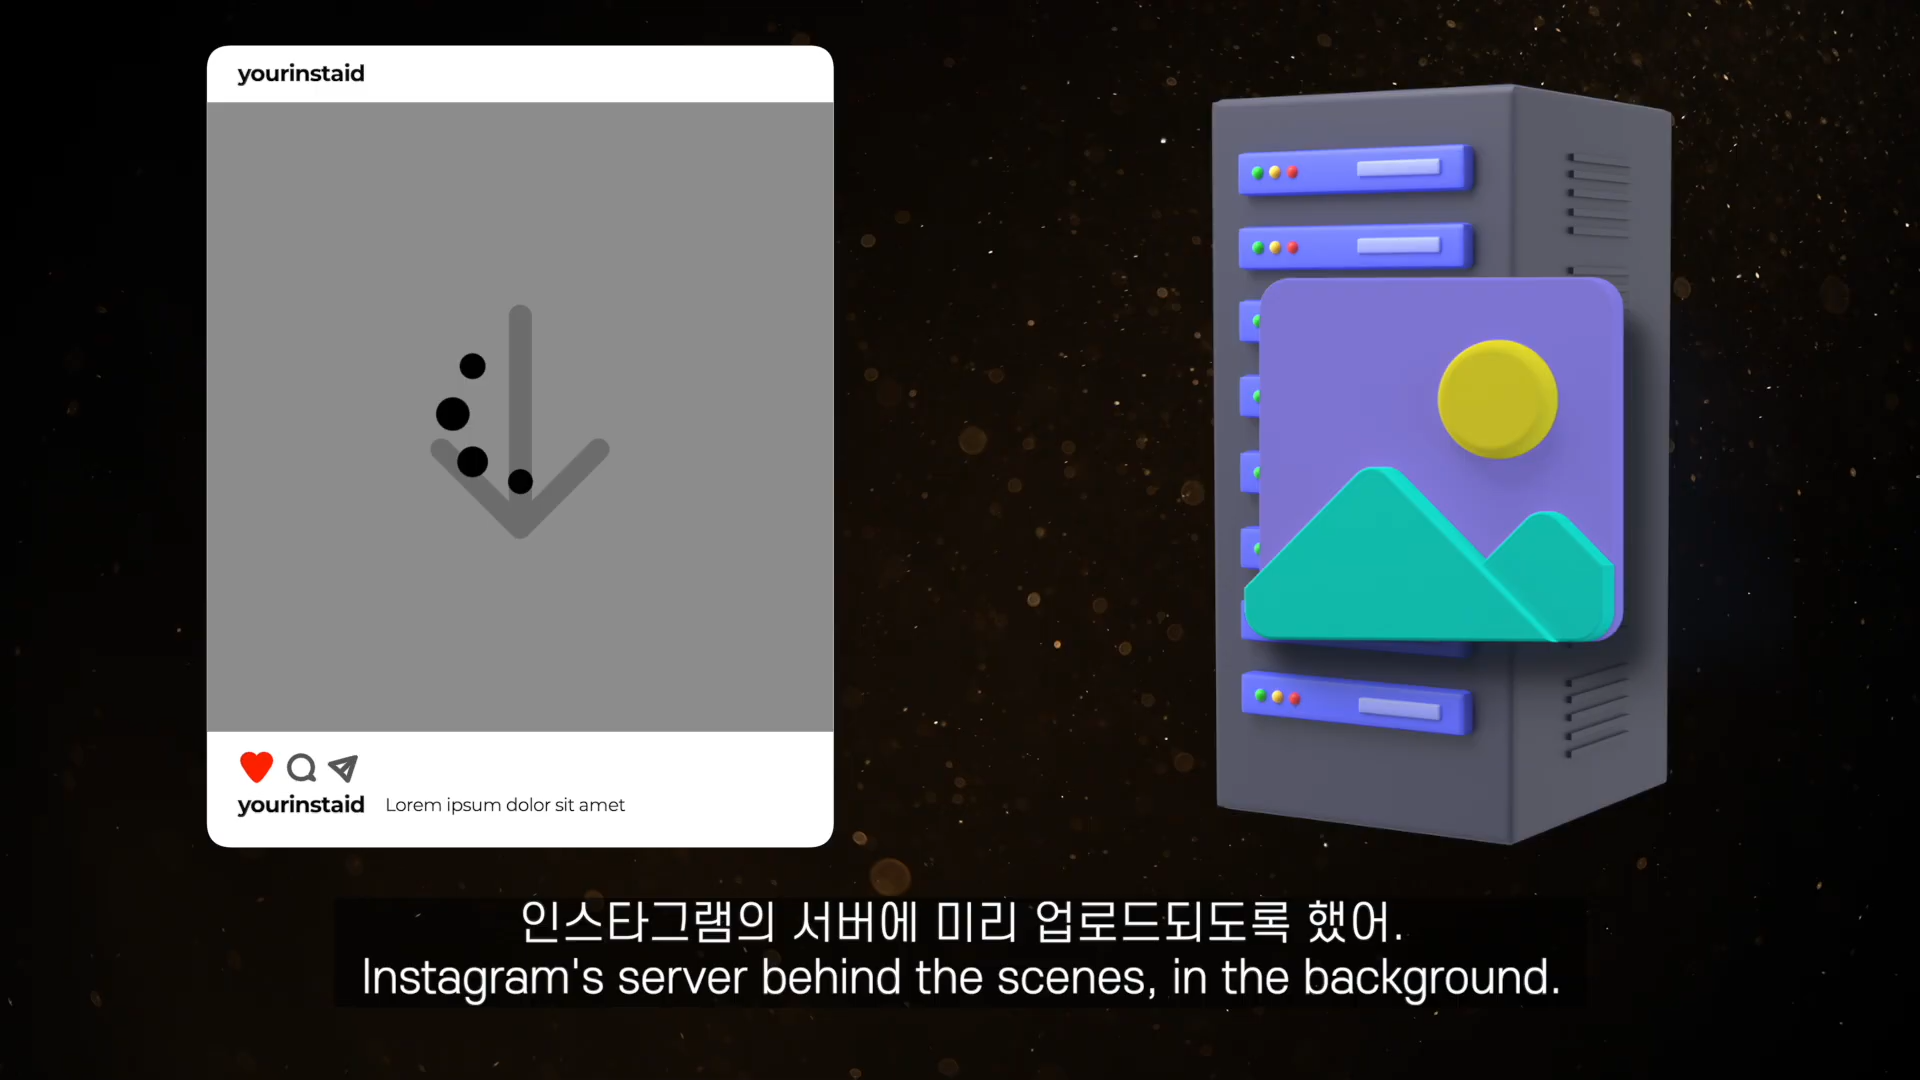 yourinstaid
yourinstaid Lorem ipsum dolor sit amet
인스타그램의 서버에 미리 업로드되도록 했어.
Instagram's server behind the scenes, in the background.